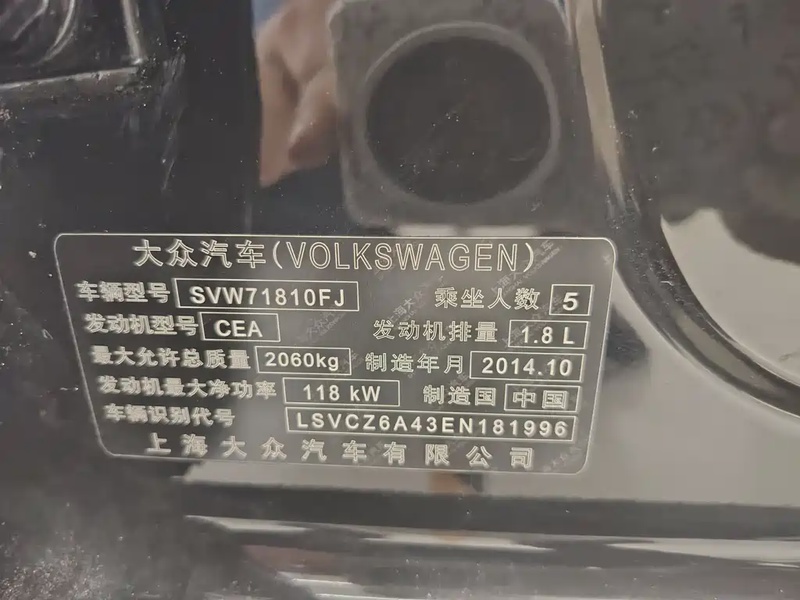 大众汽车(VOLKSWAGEN)
车辆型号 SVW71810FJ 乘坐人数 5
发动机型号 CEA 发动机排量 1.8 L
最大允许总质量 2060kg 制造年月 2014.10
发动机最大净功率 118 kW 制造国 中国
车辆识别代号 LSVCZ6A43EN181996
上海大众汽车有限公司